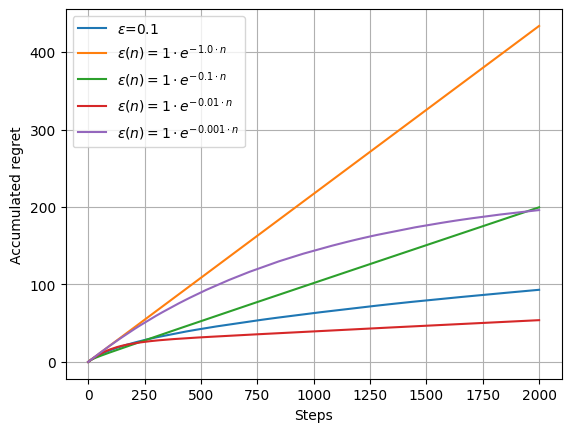 ε=0.1
ε(n) = 1 · e^{-1.0·n}
ε(n) = 1 · e^{-0.1·n}
ε(n) = 1 · e^{-0.01·n}
ε(n) = 1 · e^{-0.001·n}
Accumulated regret
400
300
200
100
0
0 250 500 750 1000 1250 1500 1750 2000
Steps